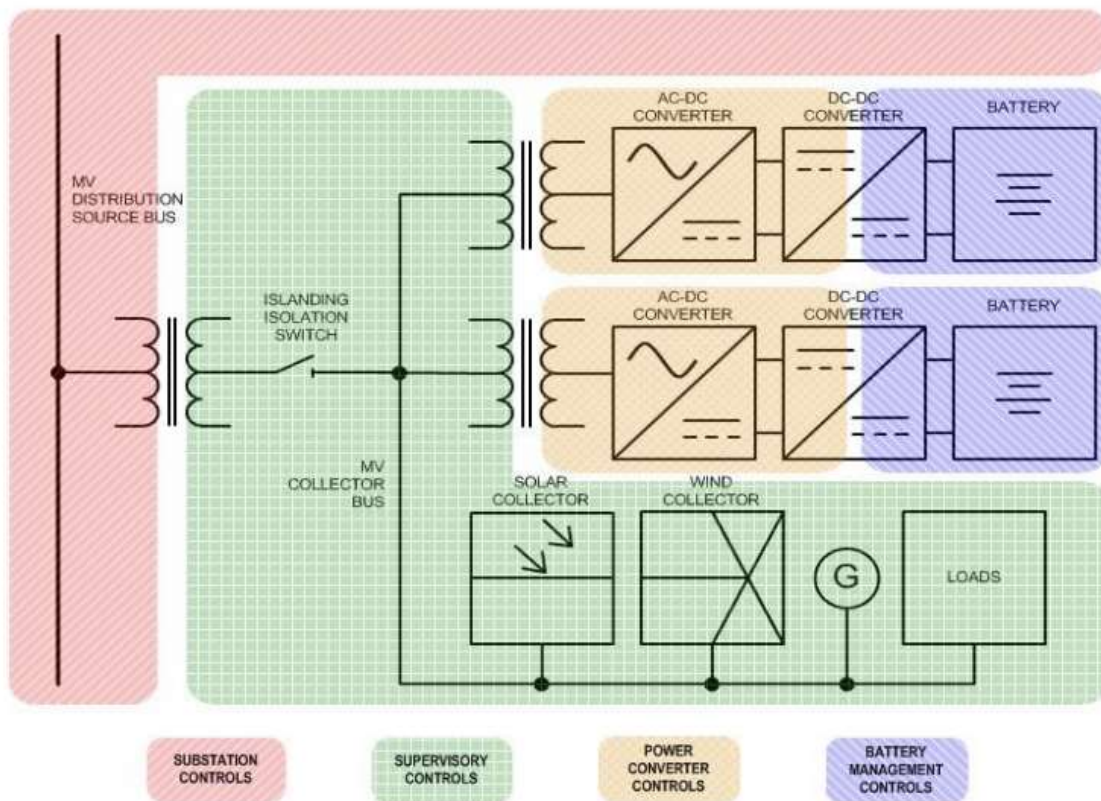 AC-DC
CONVERTER
DC-DC
CONVERTER
BATTERY
MV
DISTRIBUTION
SOURCE BUS
ISLANDING
ISOLATION
SWITCH
AC-DC
CONVERTER
DC-DC
CONVERTER
BATTERY
MV
COLLECTOR
BUS
SOLAR
COLLECTOR
WIND
COLLECTOR
G
LOADS
SUBSTATION
CONTROLS
SUPERVISORY
CONTROLS
POWER
CONVERTER
CONTROLS
BATTERY
MANAGEMENT
CONTROLS